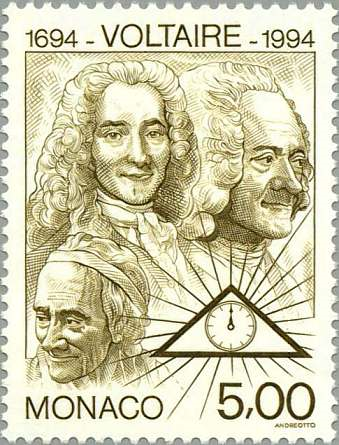 1694 - VOLTAIRE - 1994
MONACO 5,00
ANDREOTTO